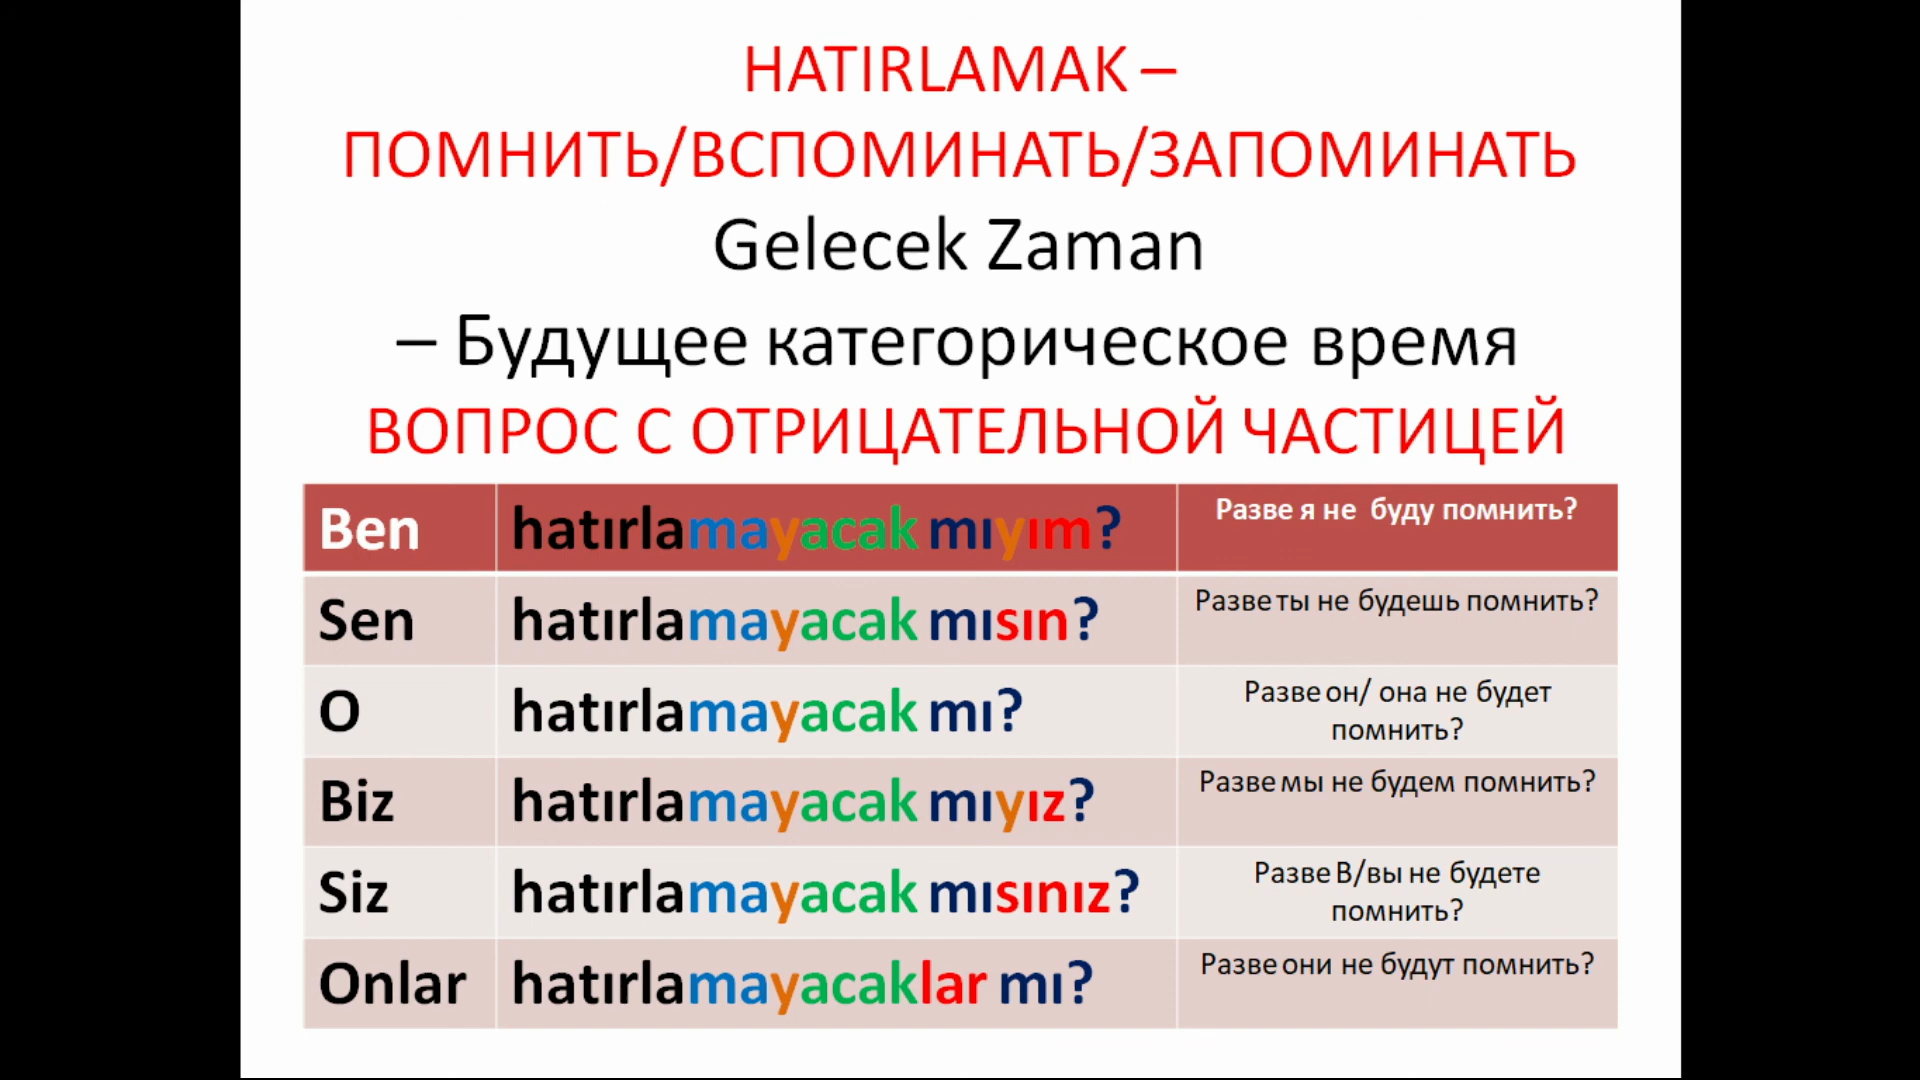 HATIRLAMAK –
ПОМНИТЬ/ВСПОМИНАТЬ/ЗАПОМИНАТЬ
Gelecek Zaman
– Будущее категорическое время
ВОПРОС С ОТРИЦАТЕЛЬНОЙ ЧАСТИЦЕЙ
Ben hatırlamayacak mıyım? Разве я не буду помнить?
Sen hatırlamayacak mısın? Разве ты не будешь помнить?
O hatırlamayacak mı? Разве он/ она не будет
помнить?
Biz hatırlamayacak mıyız? Разве мы не будем помнить?
Siz hatırlamayacak mısınız? Разве В/вы не будете
помнить?
Onlar hatırlamayacaklar mı? Разве они не будут помнить?